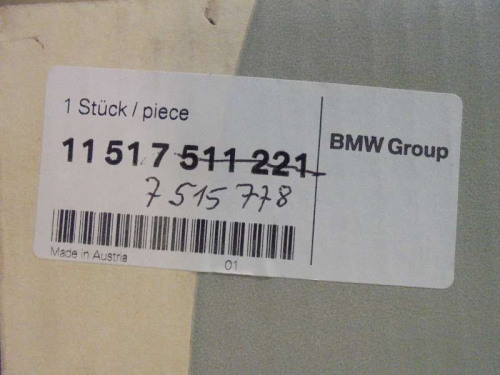 1 Stück / piece
11 51 7 511 221
BMW Group
7 515 778
Made in Austria
01